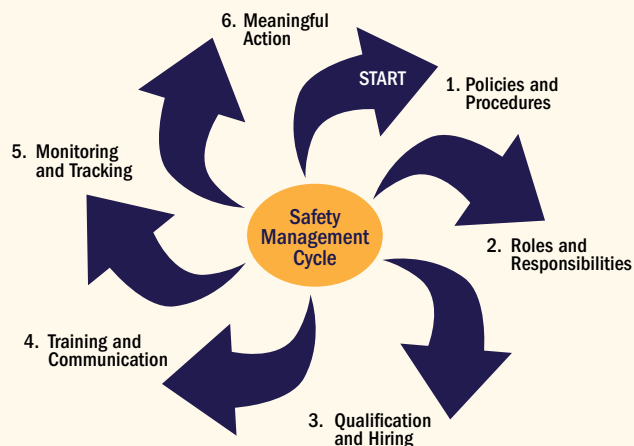 START
1. Policies and
Procedures
2. Roles and
Responsibilities
3. Qualification
and Hiring
4. Training and
Communication
5. Monitoring
and Tracking
6. Meaningful
Action
Safety
Management
Cycle